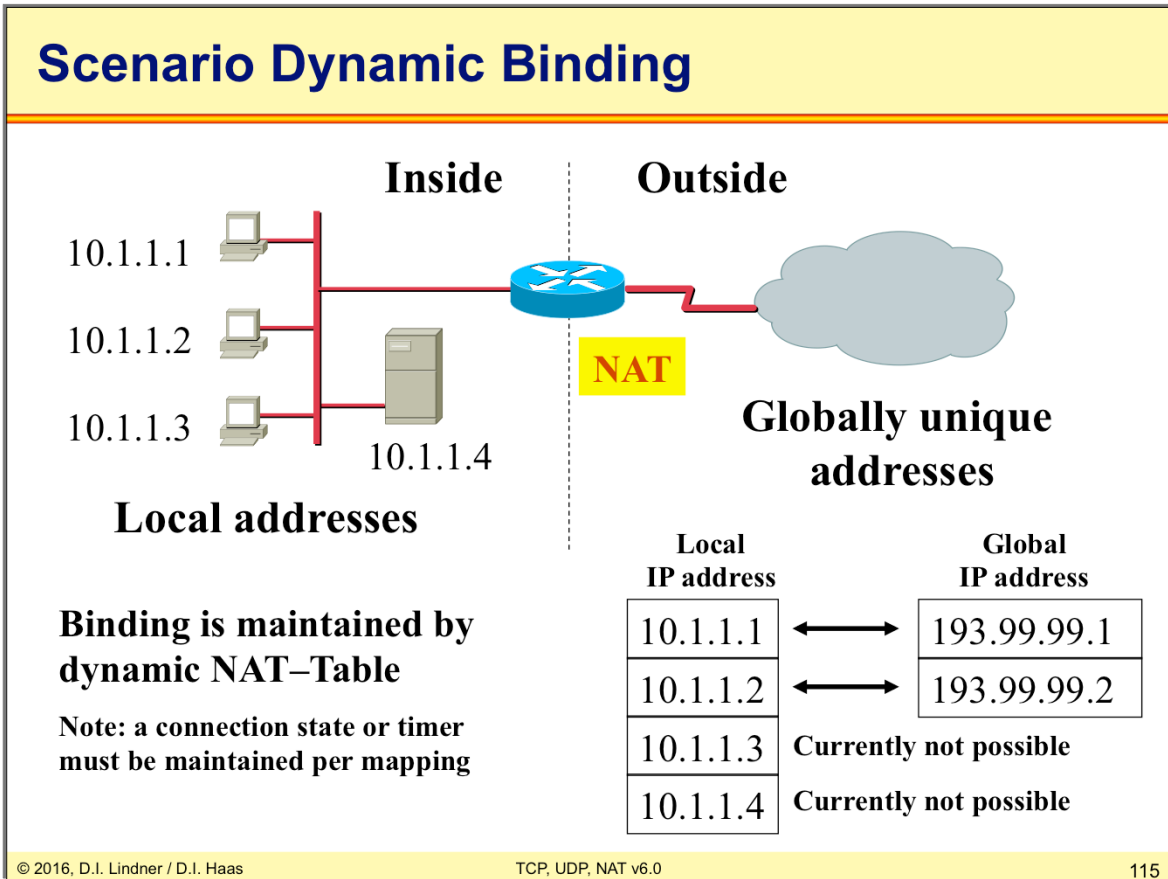 Scenario Dynamic Binding
Inside
Outside
10.1.1.1
10.1.1.2
10.1.1.3
10.1.1.4
NAT
Local addresses
Globally unique
addresses
Binding is maintained by
dynamic NAT–Table
Note: a connection state or timer
must be maintained per mapping
Local
IP address
Global
IP address
10.1.1.1
193.99.99.1
10.1.1.2
193.99.99.2
10.1.1.3
Currently not possible
10.1.1.4
Currently not possible
© 2016, D.I. Lindner / D.I. Haas
TCP, UDP, NAT v6.0
115